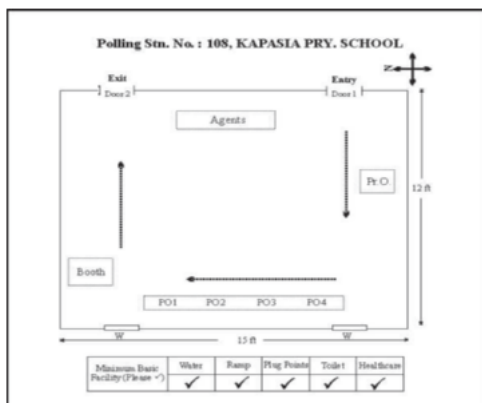 Polling Stn. No. : 108, KAPASIA PRY. SCHOOL
N
Exit
Entry
Door 2
Door 1
Agents
Pr.O
12 ft
Booth
PO1 PO2 PO3 PO4
W
W
15 ft
Minimum Basic Facility (Please ✓)
Water Ramp Plug Points Toilet Healthcare
✓ ✓ ✓ ✓ ✓